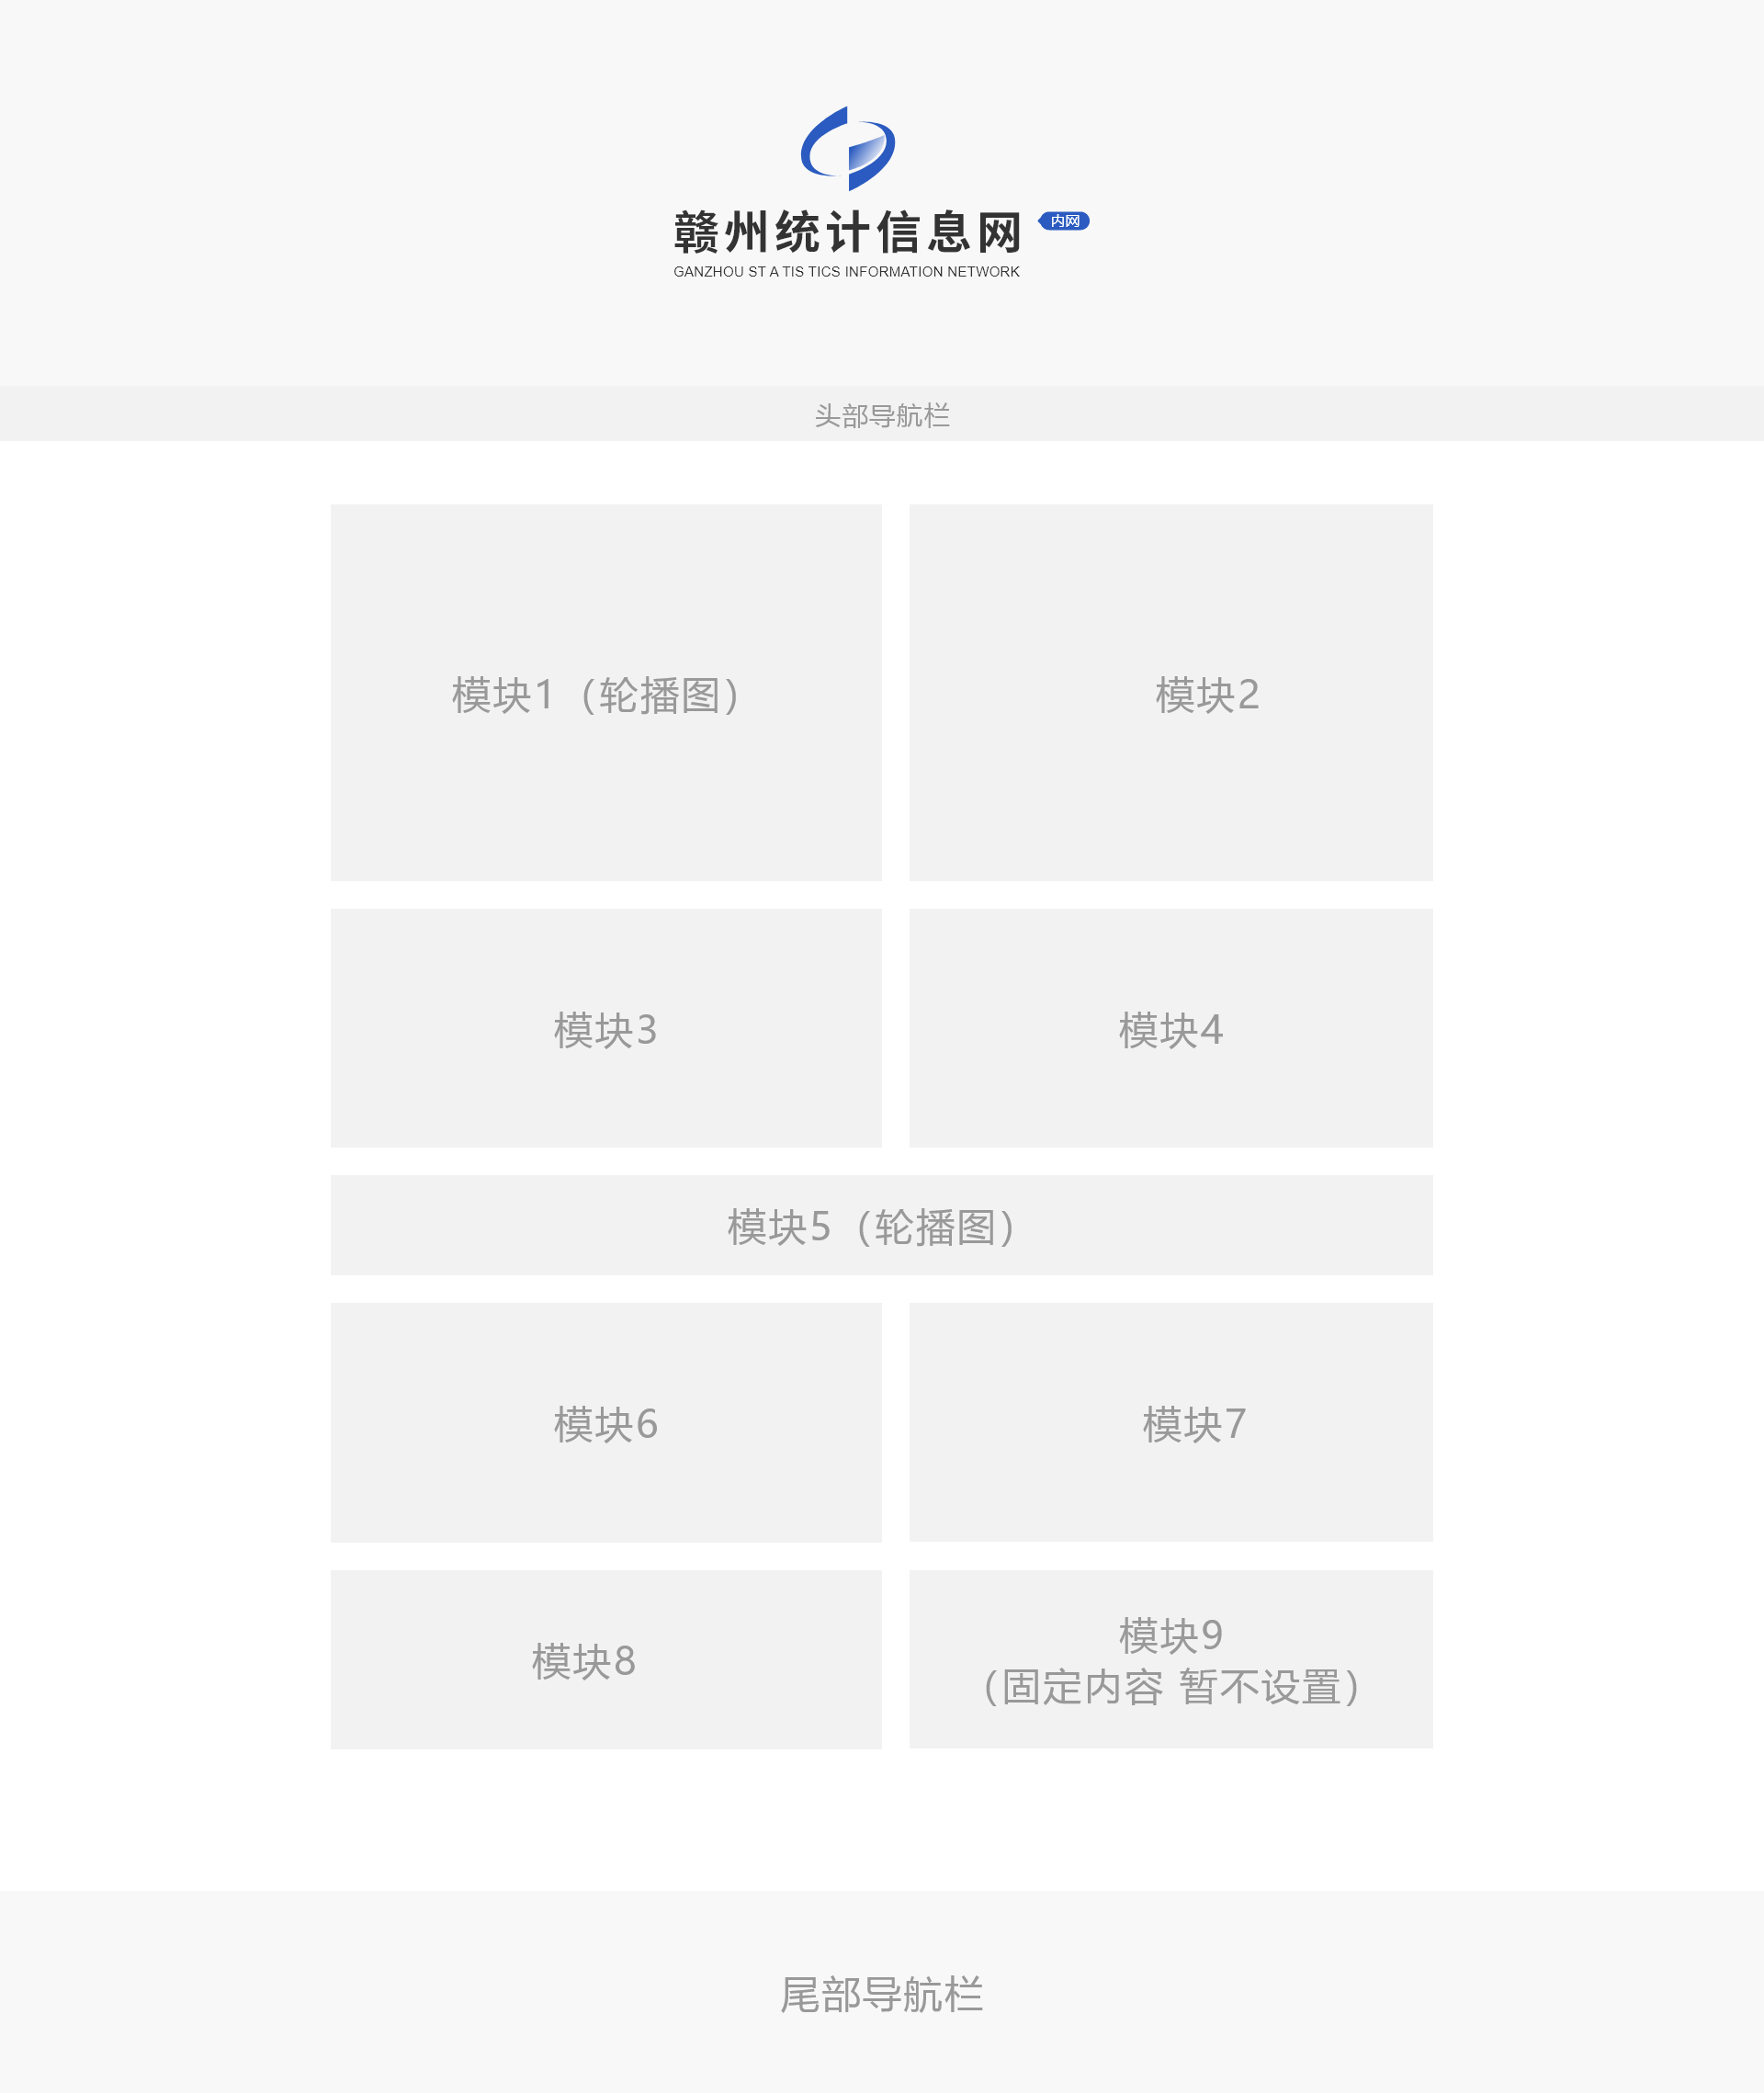 赣州统计信息网
内网
GANZHOU ST A TIS TICS INFORMATION NETWORK
头部导航栏
模块1（轮播图）
模块2
模块3
模块4
模块5（轮播图）
模块6
模块7
模块8
模块9
（固定内容 暂不设置）
尾部导航栏